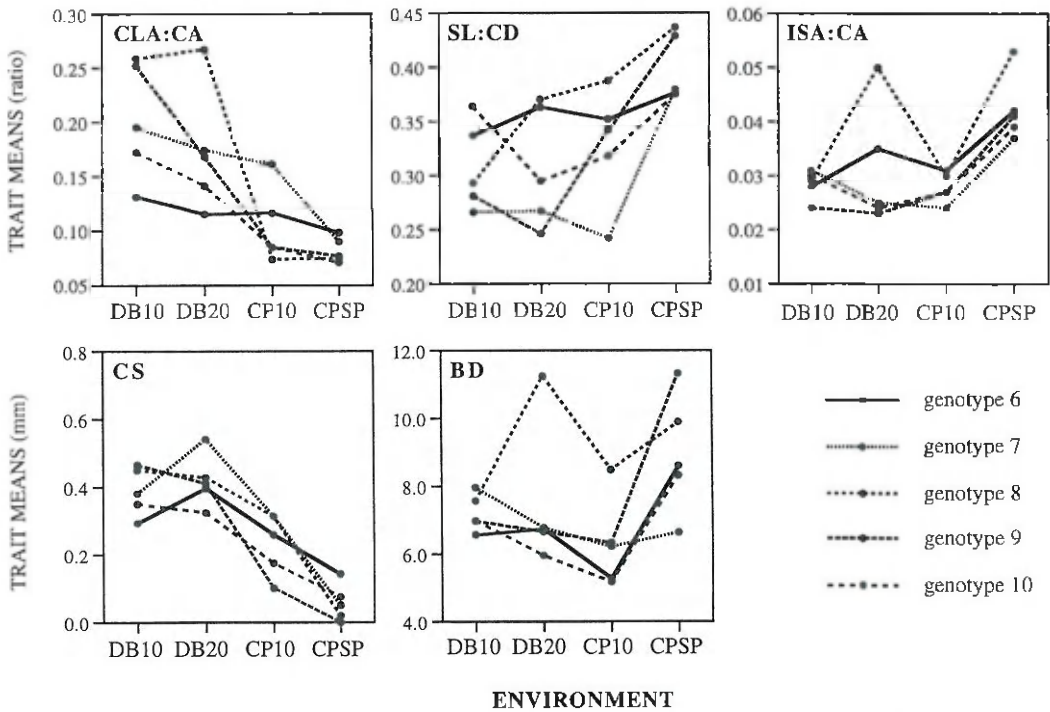 TRAIT MEANS (ratio)
CLA:CA
0.30
0.25
0.20
0.15
0.10
0.05
DB10 DB20 CP10 CPSP
SL:CD
0.45
0.40
0.35
0.30
0.25
0.20
DB10 DB20 CP10 CPSP
ISA:CA
0.06
0.05
0.04
0.03
0.02
0.01
DB10 DB20 CP10 CPSP
TRAIT MEANS (mm)
CS
0.8
0.6
0.4
0.2
0.0
DB10 DB20 CP10 CPSP
BD
12.0
10.0
8.0
6.0
4.0
DB10 DB20 CP10 CPSP
genotype 6
genotype 7
genotype 8
genotype 9
genotype 10
ENVIRONMENT